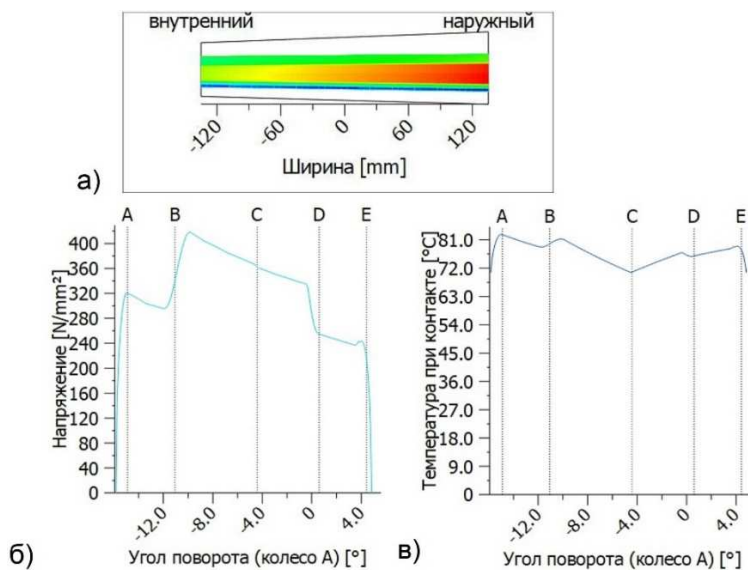 внутренний наружный
-120 -60 0 60 120
Ширина [mm]
а)
A B C D E
400
360
320
280
240
200
160
120
80
40
0
Напряжение [N/mm²]
-12.0 -8.0 -4.0 0 4.0
Угол поворота (колесо А) [°]
б)
A B C D E
81.0
72.0
63.0
54.0
45.0
36.0
27.0
18.0
9.0
0
Температура при контакте [°C]
-12.0 -8.0 -4.0 0 4.0
Угол поворота (колесо А) [°]
в)